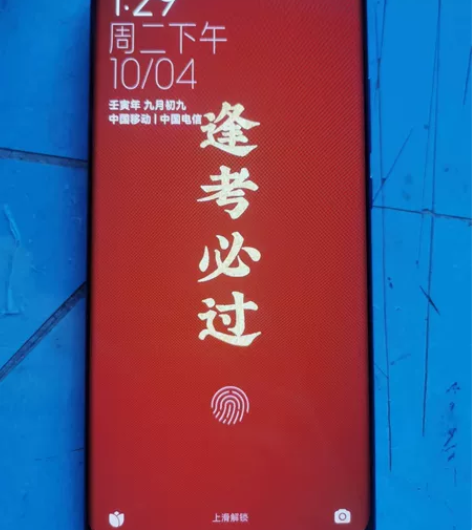 1:29
周二下午
10/04
壬寅年 九月初九
中国移动 | 中国电信
逢
考
必
过
上滑解锁